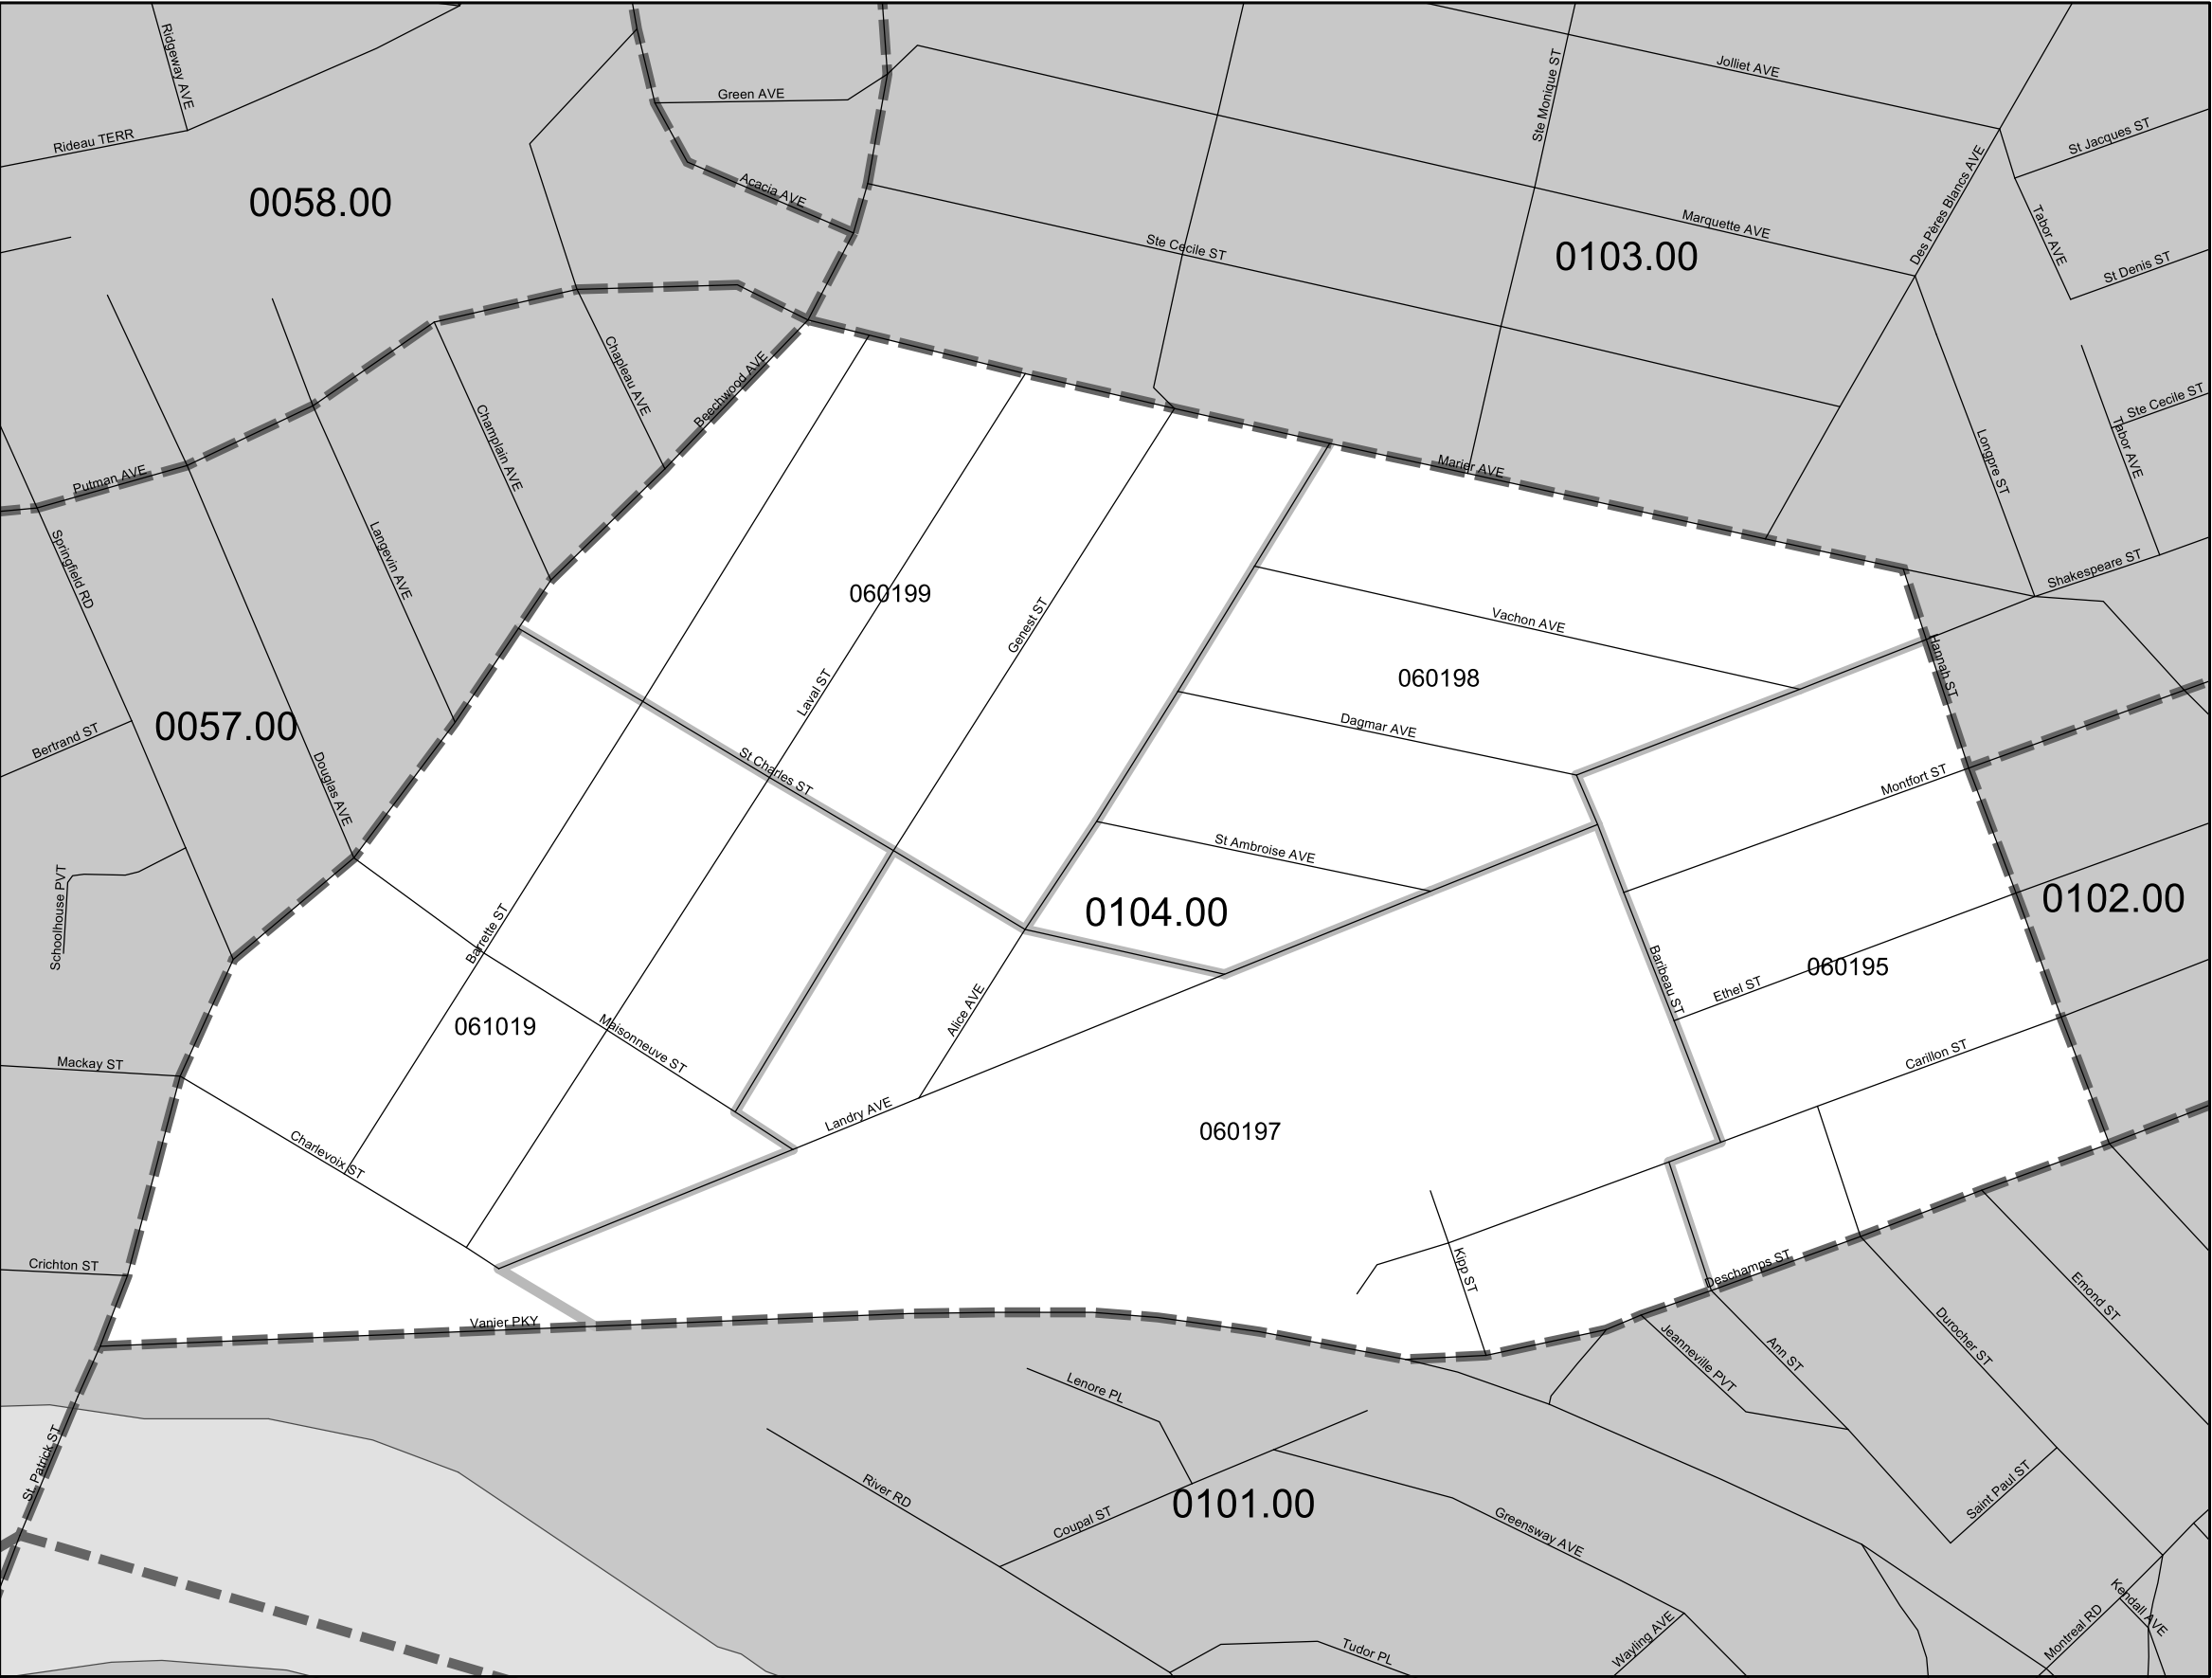 Ridgeway AVE
Rideau TERR
Green AVE
Acacia AVE
0058.00
Ste Monique ST
Jolliet AVE
St Jacques ST
Des Pères Blancs AVE
Tabor AVE
Marquette AVE
Ste Cecile ST
0103.00
St Denis ST
Chapleau AVE
Beechwood AVE
Ste Cecile ST
Tabor AVE
Longpre ST
Champlain AVE
Putman AVE
Marier AVE
Langevin AVE
Springfield RD
Shakespeare ST
060199
Genest ST
Vachon AVE
Hannah ST
060198
Laval ST
0057.00
Bertrand ST
Dagmar AVE
Douglas AVE
St Charles ST
Montfort ST
St Ambroise AVE
0104.00
0102.00
Schoolhouse PVT
Barrette ST
Baribeau ST
060195
Ethel ST
Alice AVE
061019
Maisonneuve ST
Carillon ST
Mackay ST
Landry AVE
060197
Charlevoix ST
Crichton ST
Kipp ST
Deschamps ST
Emond ST
Vanier PKY
Durocher ST
Jeanneville PVT
Ann ST
Lenore PL
St. Patrick ST
River RD
Coupal ST
0101.00
Greensway AVE
Saint Paul ST
Kendall AVE
Montreal RD
Wayling AVE
Tudor PL